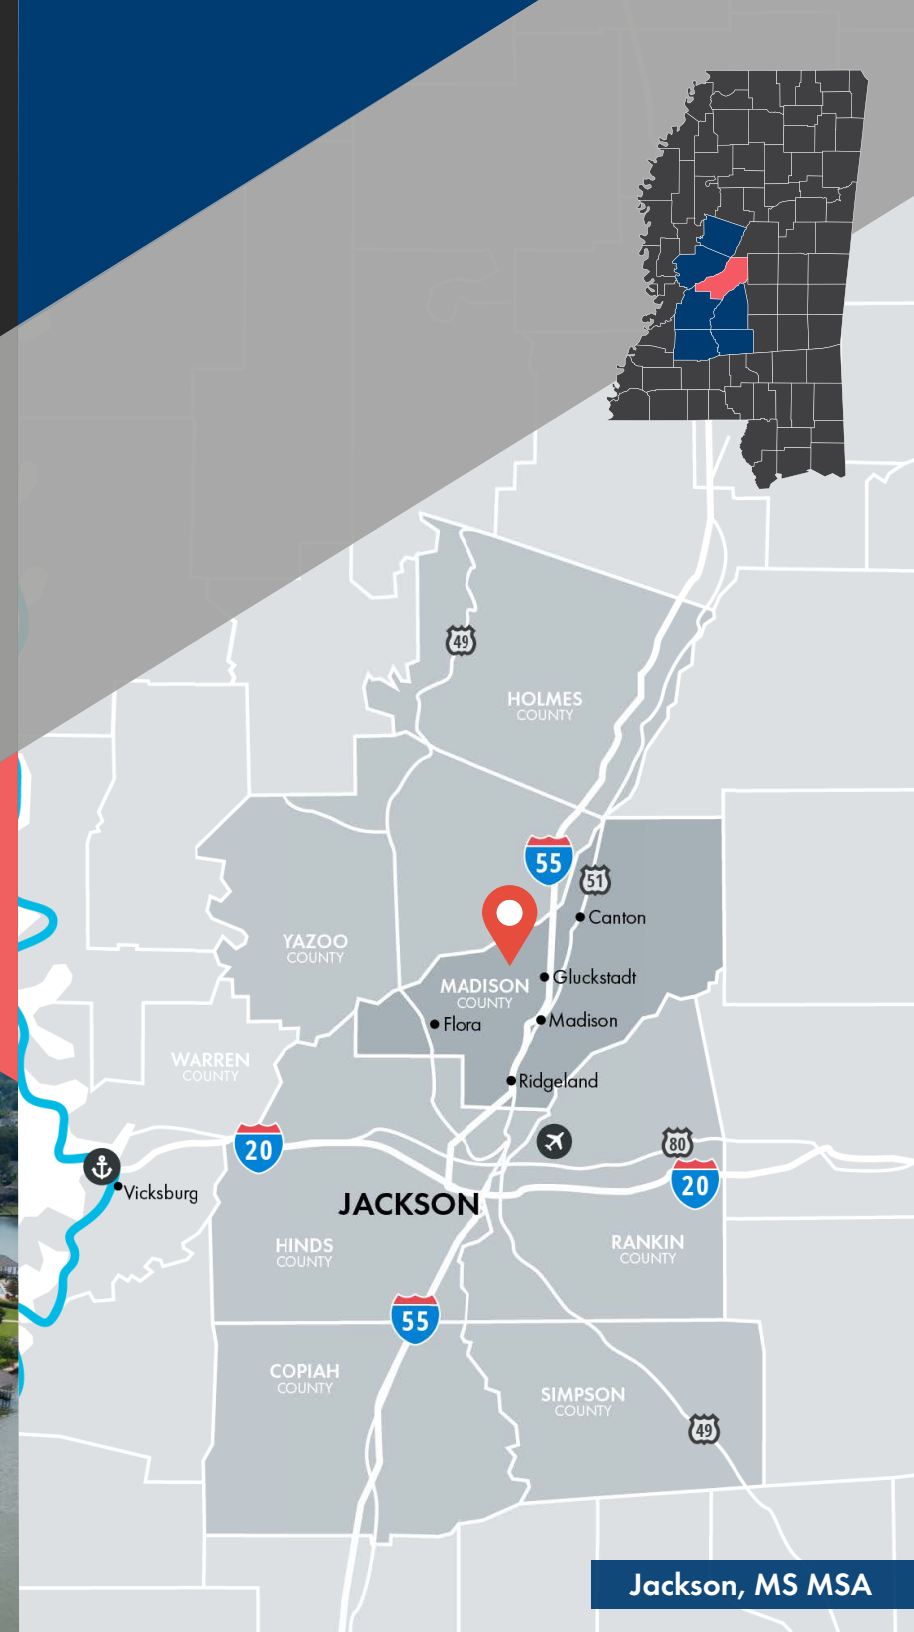 49
HOLMES
COUNTY
55
51
Canton
YAZOO
COUNTY
Gluckstadt
MADISON
COUNTY
Flora
Madison
WARREN
COUNTY
Ridgeland
20
80
20
Vicksburg
JACKSON
HINDS
COUNTY
RANKIN
COUNTY
55
COPIAH
COUNTY
SIMPSON
COUNTY
49
Jackson, MS MSA